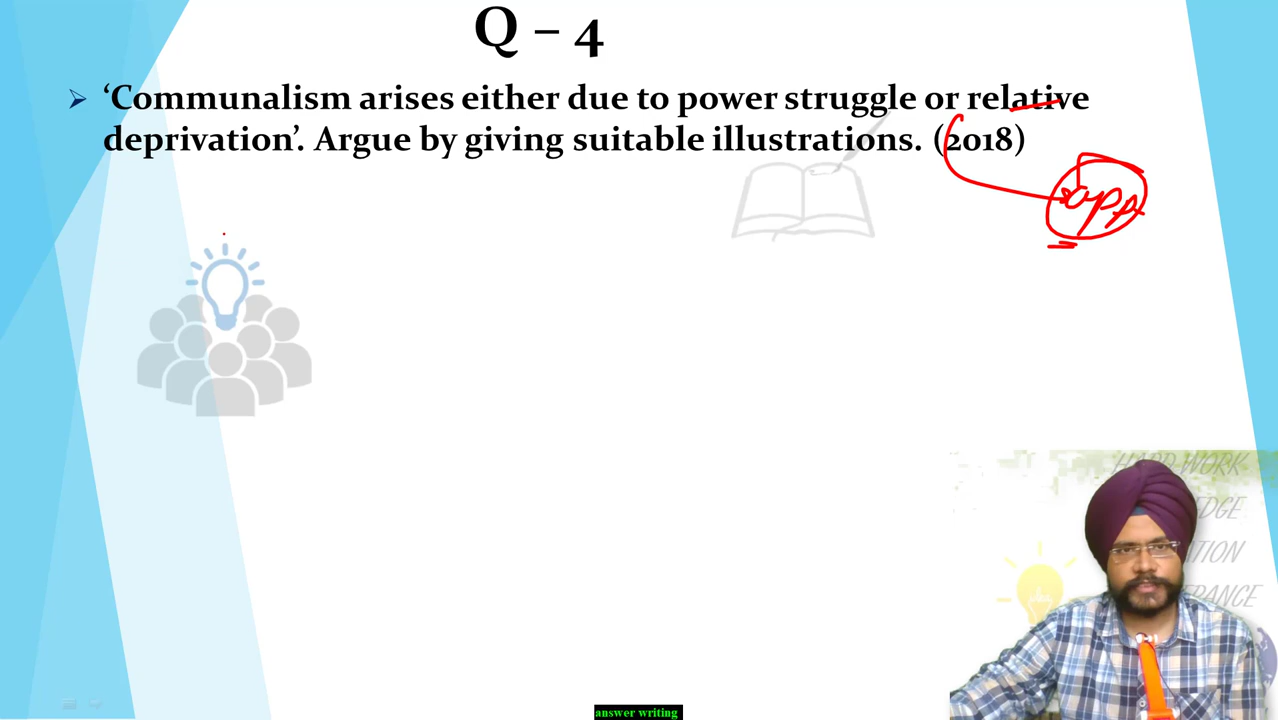 Q – 4
‘Communalism arises either due to power struggle or relative
deprivation’. Argue by giving suitable illustrations. (2018)
HARD WORK
answer writing